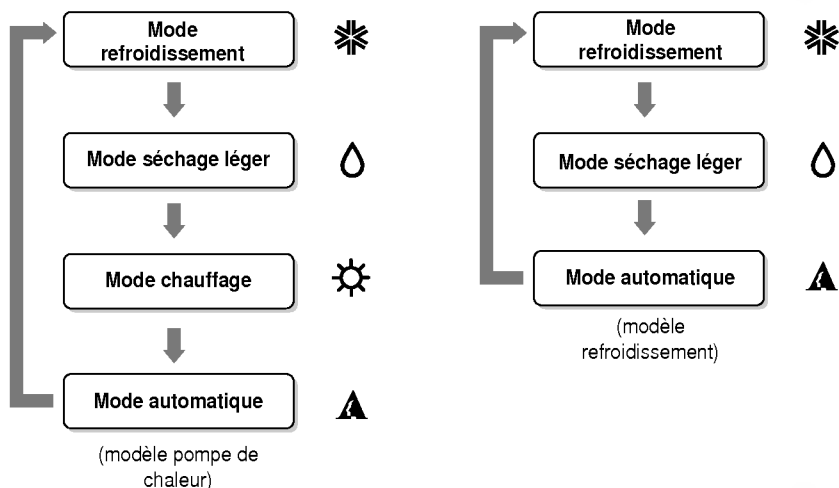 Mode
refroidissement
Mode séchage léger
Mode chauffage
Mode automatique
(modèle pompe de
chaleur)
Mode
refroidissement
Mode séchage léger
Mode automatique
(modèle
refroidissement)